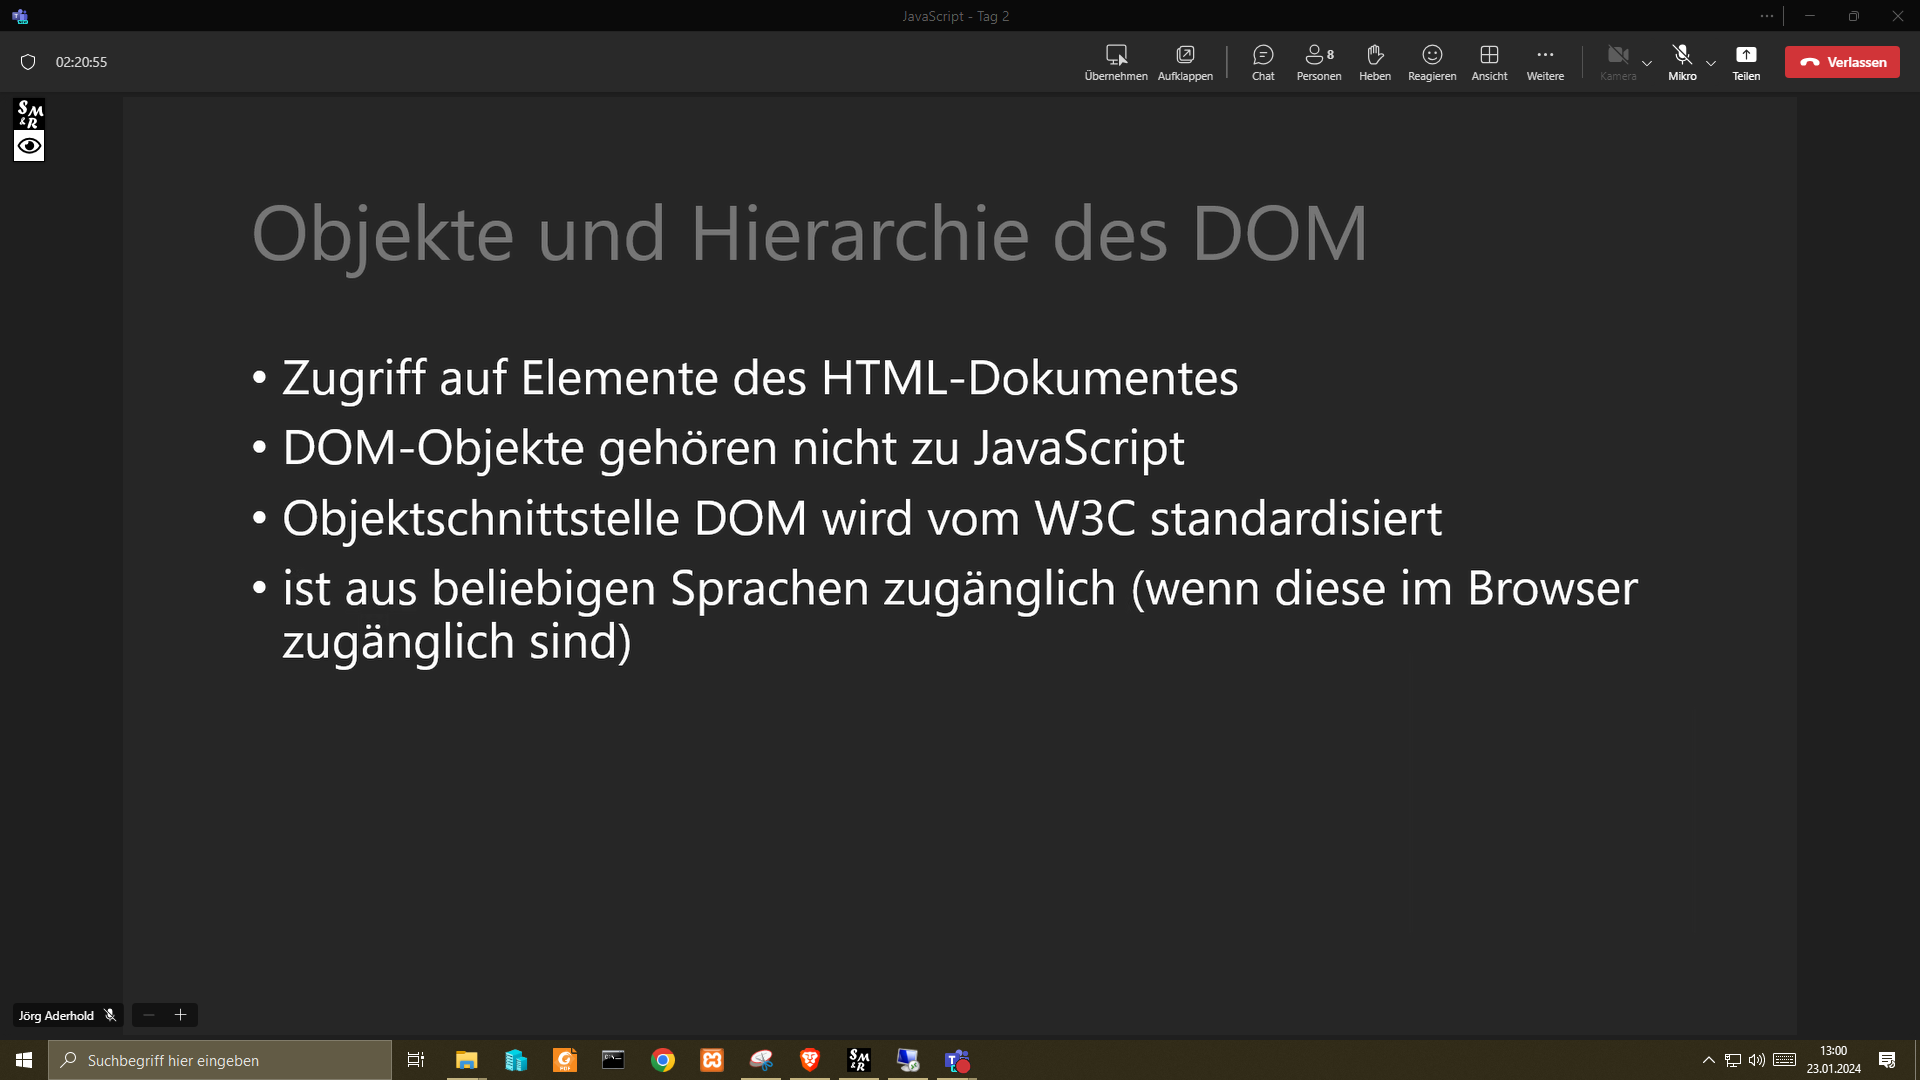 JavaScript - Tag 2
02:20:55
Übernehmen Aufklappen Chat Personen 8 Heben Reagieren Ansicht Weitere Kamera Mikro Teilen Verlassen
S M & R
Objekte und Hierarchie des DOM
• Zugriff auf Elemente des HTML-Dokumentes
• DOM-Objekte gehören nicht zu JavaScript
• Objektschnittstelle DOM wird vom W3C standardisiert
• ist aus beliebigen Sprachen zugänglich (wenn diese im Browser
zugänglich sind)
Jörg Aderhold
Suchbegriff hier eingeben
13:00
23.01.2024